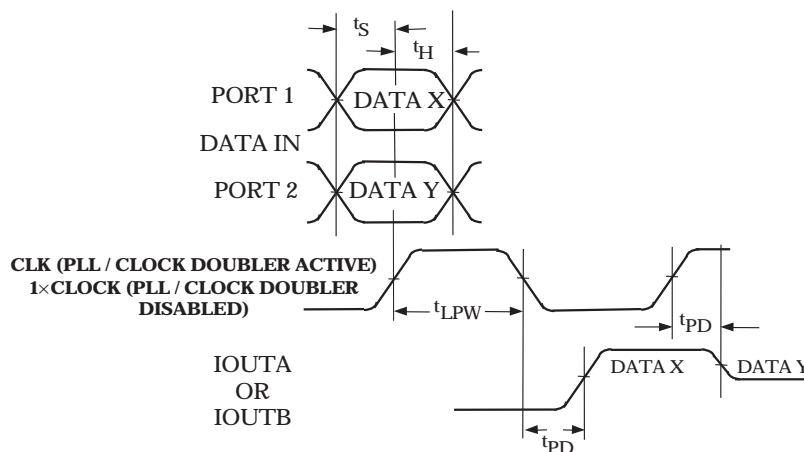 tS
tH
PORT 1
DATA X
DATA IN
PORT 2
DATA Y
CLK (PLL / CLOCK DOUBLER ACTIVE)
1×CLOCK (PLL / CLOCK DOUBLER
DISABLED)
tLPW
tPD
IOUTA
OR
IOUTB
DATA X
DATA Y
tPD